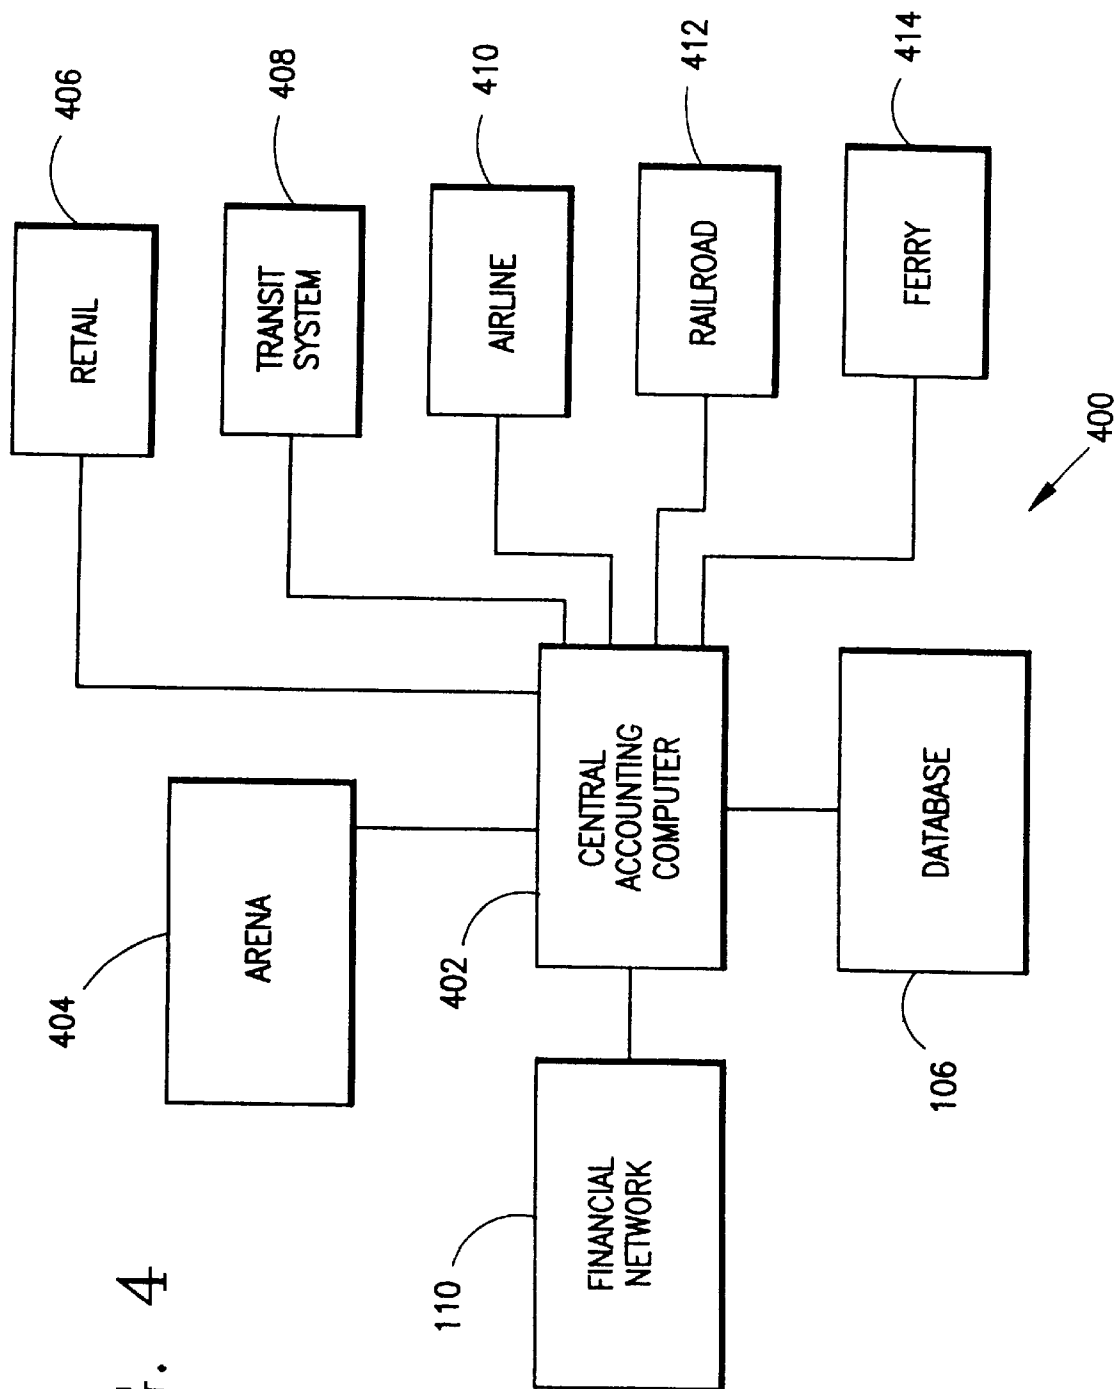 4
404
406
ARENA
RETAIL
408
TRANSIT
SYSTEM
110
402
410
FINANCIAL
NETWORK
CENTRAL
ACCOUNTING
COMPUTER
AIRLINE
412
RAILROAD
414
FERRY
106
DATABASE
400